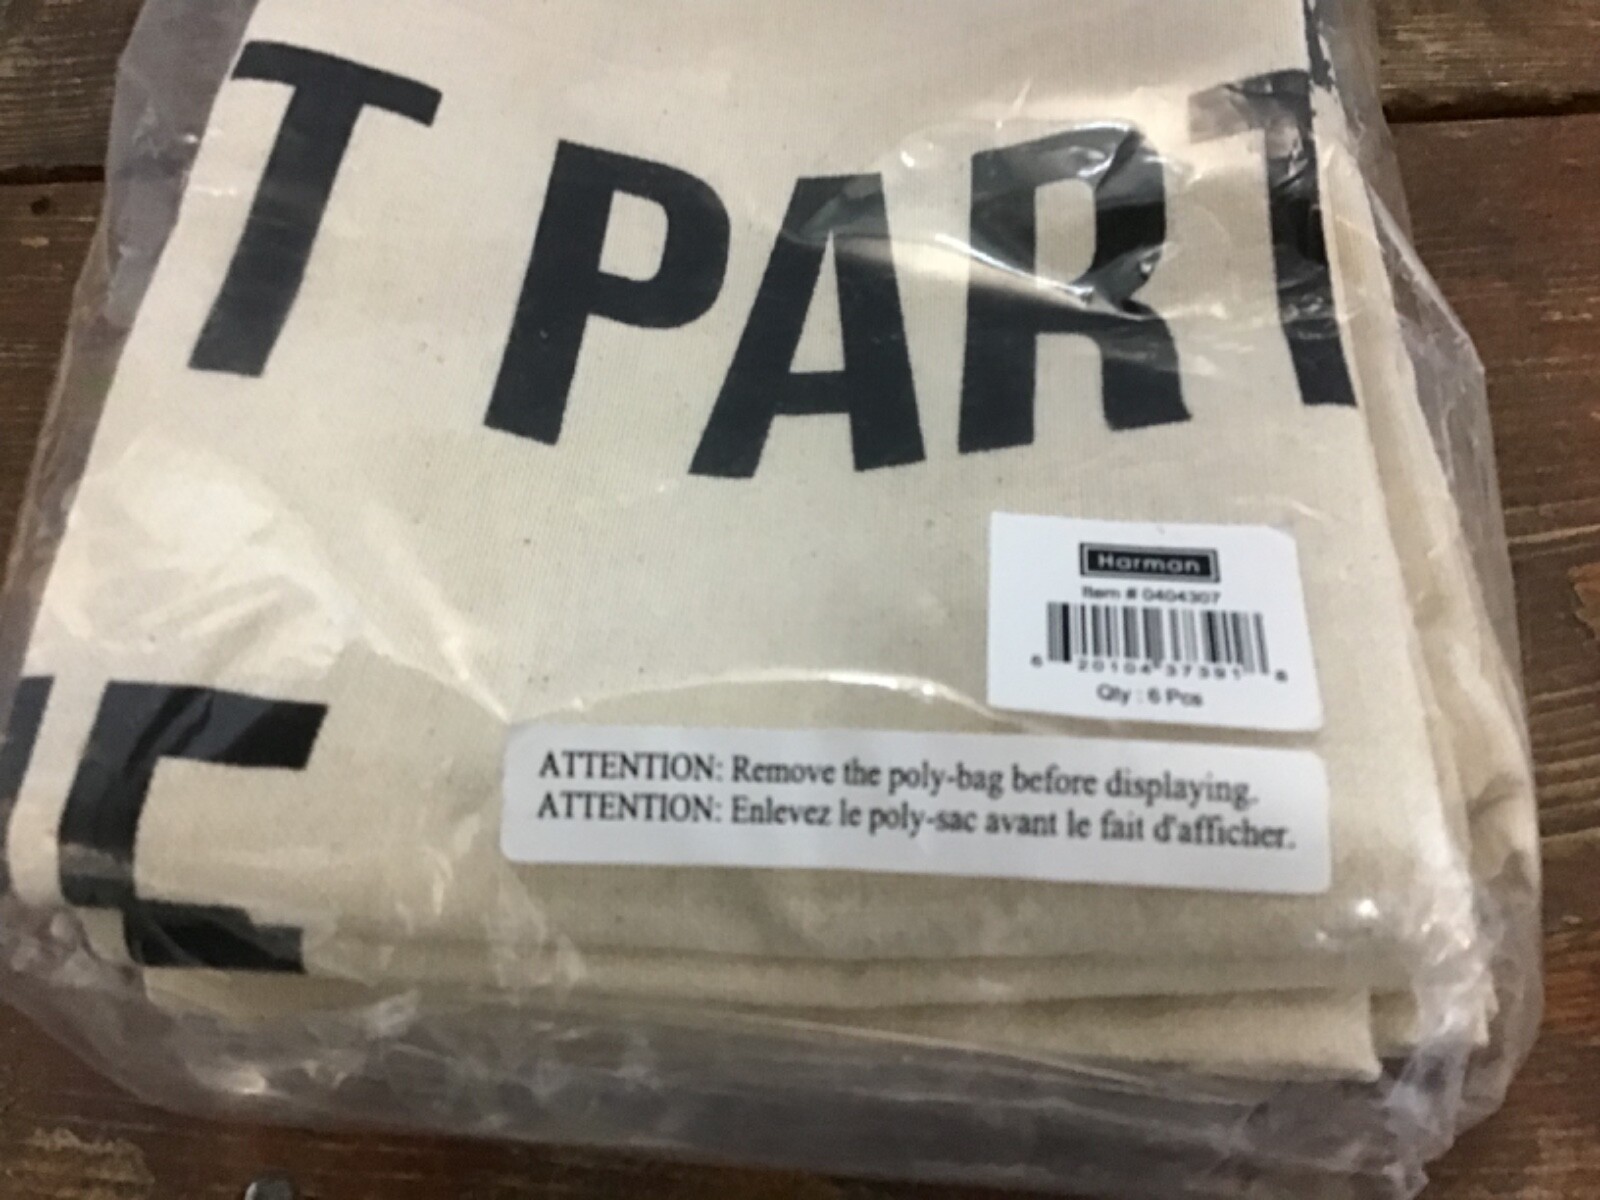 T PART
Harman
Item # 0404307
6 20104 37391 8
Qty : 6 Pcs
E
ATTENTION: Remove the poly-bag before displaying.
ATTENTION: Enlevez le poly-sac avant le fait d'afficher.